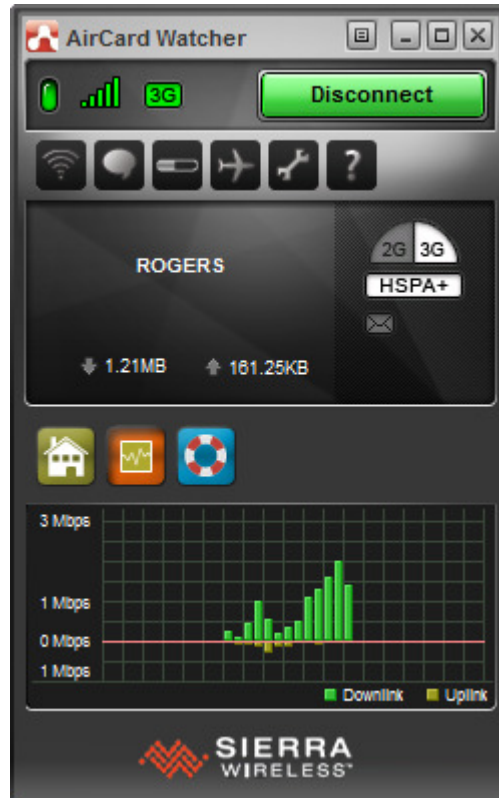 AirCard Watcher
3G
Disconnect
?
2G 3G
HSPA+
ROGERS
1.21MB 161.25KB
3 Mbps
1 Mbps
0 Mbps
1 Mbps
Downlink Uplink
SIERRA
WIRELESS™